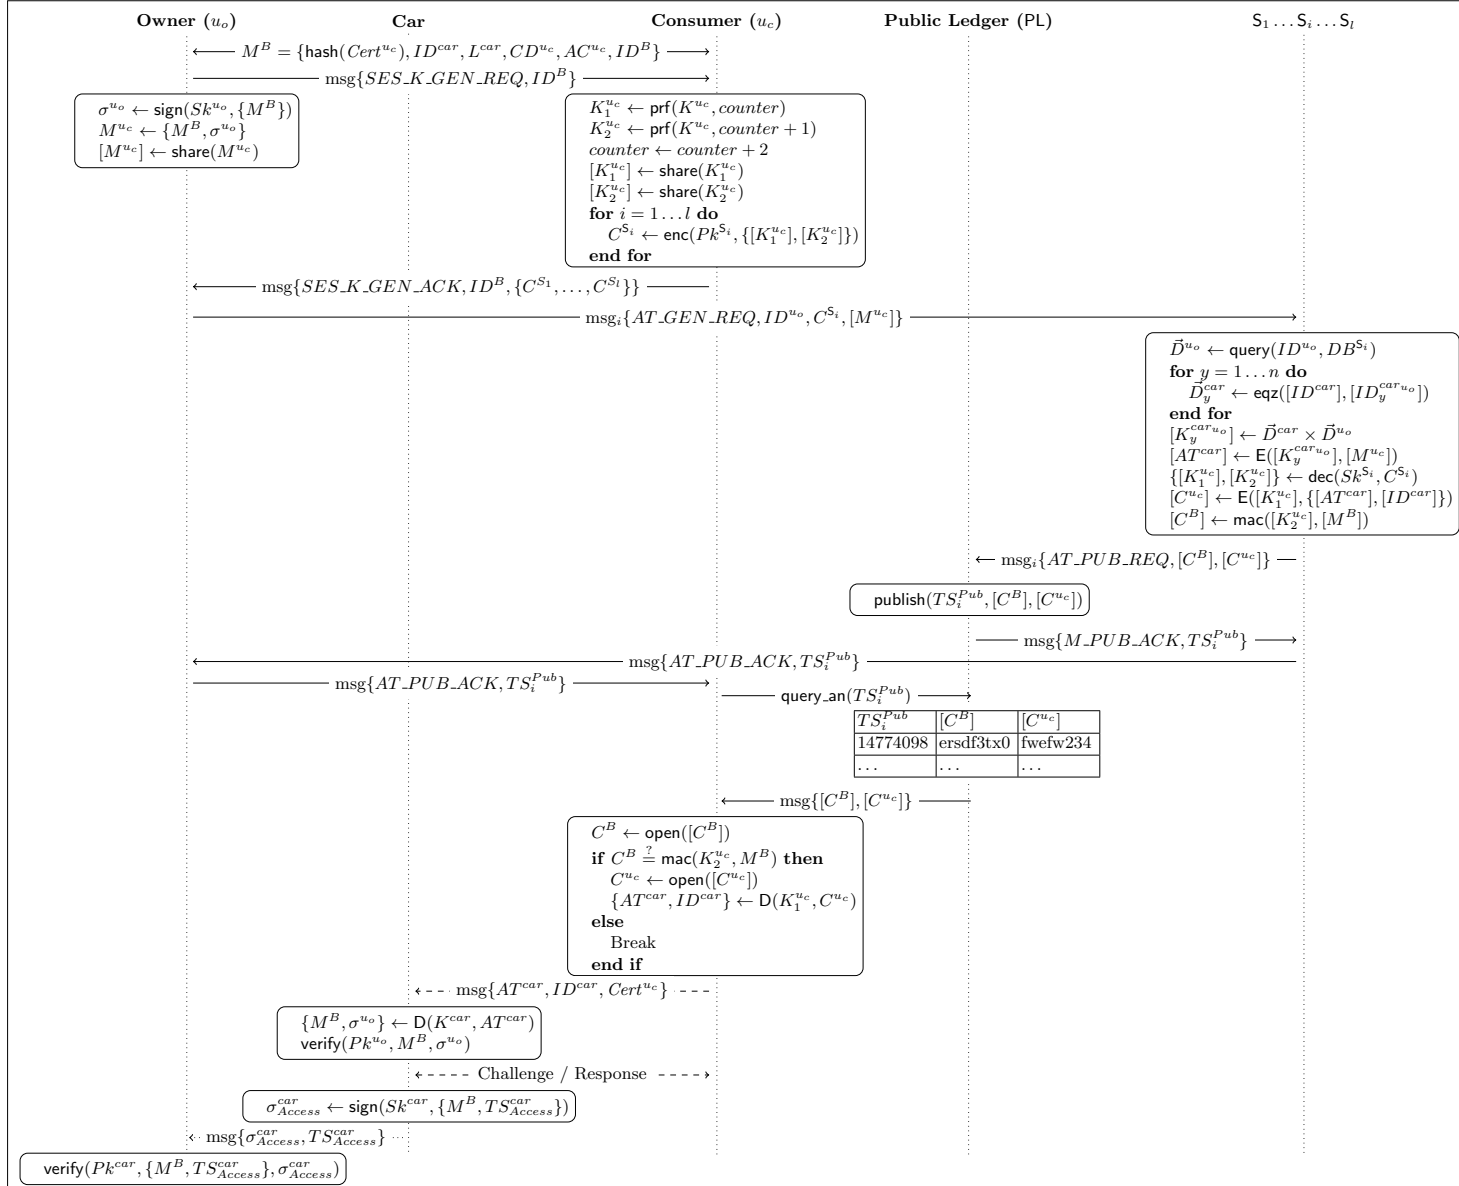 Owner (u_o) Car Consumer (u_c) Public Ledger (PL) S_1 … S_i … S_l
M^B = {hash(Cert^{u_c}), ID^{car}, L^{car}, CD^{u_c}, AC^{u_c}, ID^B}
msg{SES_K_GEN_REQ, ID^B}
σ^{u_o} ← sign(Sk^{u_o}, {M^B})
M^{u_c} ← {M^B, σ^{u_o}}
[M^{u_c}] ← share(M^{u_c})
K_1^{u_c} ← prf(K^{u_c}, counter)
K_2^{u_c} ← prf(K^{u_c}, counter + 1)
counter ← counter + 2
[K_1^{u_c}] ← share(K_1^{u_c})
[K_2^{u_c}] ← share(K_2^{u_c})
for i = 1 … l do
C^{S_i} ← enc(Pk^{S_i}, {[K_1^{u_c}], [K_2^{u_c}]})
end for
msg{SES_K_GEN_ACK, ID^B, {C^{S_1}, …, C^{S_l}}}
msg_i{AT_GEN_REQ, ID^{u_o}, C^{S_i}, [M^{u_c}]}
D⃗^{u_o} ← query(ID^{u_o}, DB^{S_i})
for y = 1 … n do
D⃗_y^{car} ← eqz([ID^{car}], [ID_y^{car_{u_o}}])
end for
[K_y^{car_{u_o}}] ← D⃗^{car} × D⃗^{u_o}
[AT^{car}] ← E([K_y^{car_{u_o}}], [M^{u_c}])
{[K_1^{u_c}], [K_2^{u_c}]} ← dec(Sk^{S_i}, C^{S_i})
[C^{u_c}] ← E([K_1^{u_c}], {[AT^{car}], [ID^{car}]})
[C^B] ← mac([K_2^{u_c}], [M^B])
msg_i{AT_PUB_REQ, [C^B], [C^{u_c}]}
publish(TS_i^{Pub}, [C^B], [C^{u_c}])
msg{M_PUB_ACK, TS_i^{Pub}}
msg{AT_PUB_ACK, TS_i^{Pub}}
msg{AT_PUB_ACK, TS_i^{Pub}}
query_an(TS_i^{Pub})
TS_i^{Pub} [C^B] [C^{u_c}]
14774098 ersdf3tx0 fwefw234
… … …
msg{[C^B], [C^{u_c}]}
C^B ← open([C^B])
if C^B ≟ mac(K_2^{u_c}, M^B) then
C^{u_c} ← open([C^{u_c}])
{AT^{car}, ID^{car}} ← D(K_1^{u_c}, C^{u_c})
else
Break
end if
msg{AT^{car}, ID^{car}, Cert^{u_c}}
{M^B, σ^{u_o}} ← D(K^{car}, AT^{car})
verify(Pk^{u_o}, M^B, σ^{u_o})
Challenge / Response
σ_{Access}^{car} ← sign(Sk^{car}, {M^B, TS_{Access}^{car}})
msg{σ_{Access}^{car}, TS_{Access}^{car}}
verify(Pk^{car}, {M^B, TS_{Access}^{car}}, σ_{Access}^{car})